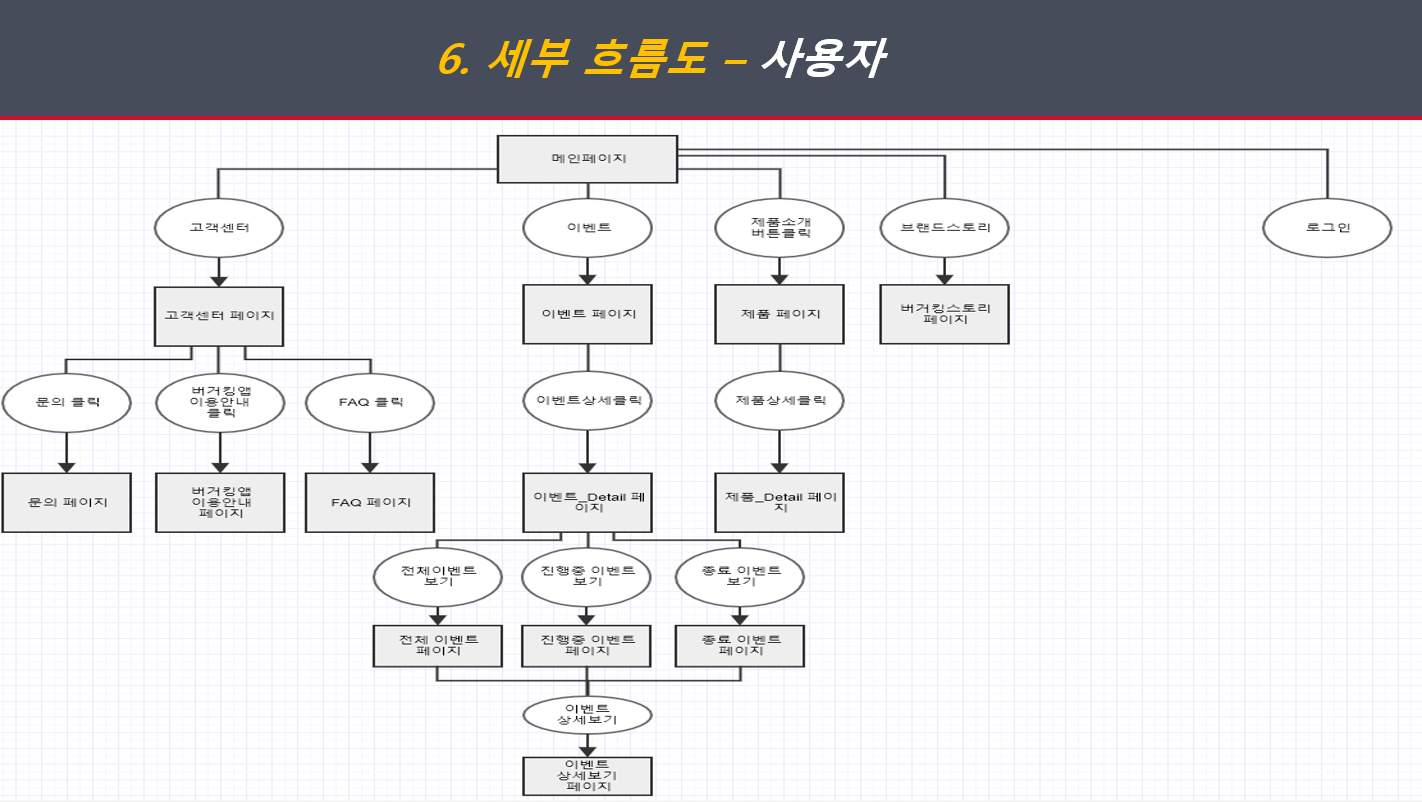 6. 세부 흐름도 – 사용자
메인페이지
고객센터
이벤트
제품소개
버튼클릭
브랜드스토리
로그인
고객센터 페이지
이벤트 페이지
제품 페이지
버거킹스토리
페이지
문의 클릭
버거킹앱
이용안내
클릭
FAQ 클릭
이벤트상세클릭
제품상세클릭
문의 페이지
버거킹앱
이용안내
페이지
FAQ 페이지
이벤트_Detail 페
이지
제품_Detail 페이
지
전체이벤트
보기
진행중 이벤트
보기
종료 이벤트
보기
전체 이벤트
페이지
진행중 이벤트
페이지
종료 이벤트
페이지
이벤트
상세보기
이벤트
상세보기
페이지